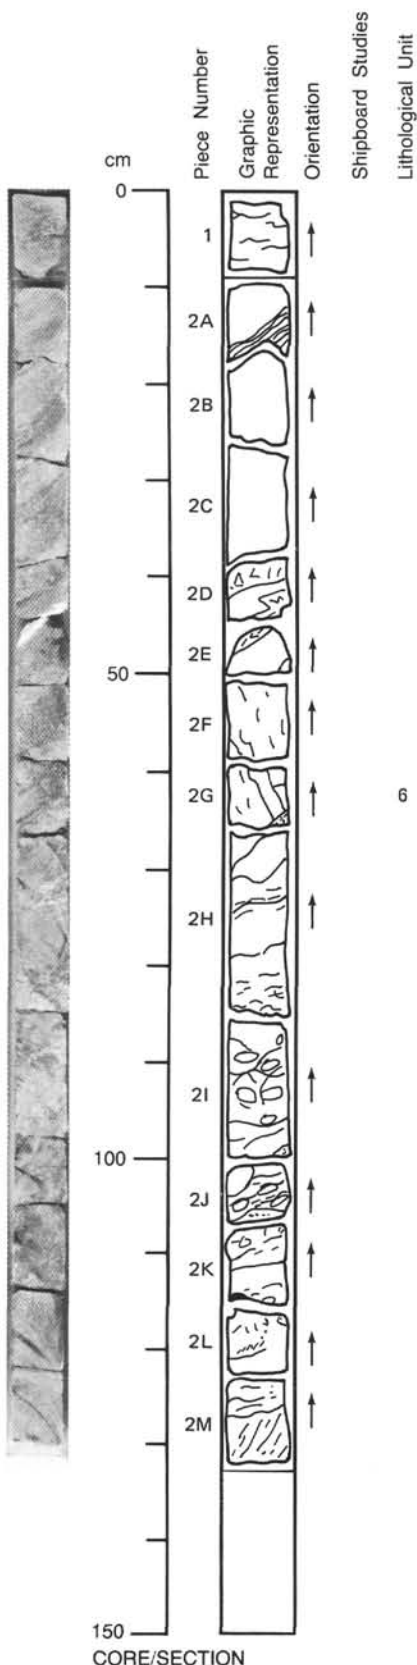 cm
Piece Number
Graphic
Representation
Orientation
Shipboard Studies
Lithological Unit
0
1
2A
2B
2C
2D
2E
50
2F
2G
6
2H
2I
100
2J
2K
2L
2M
150
CORE/SECTION